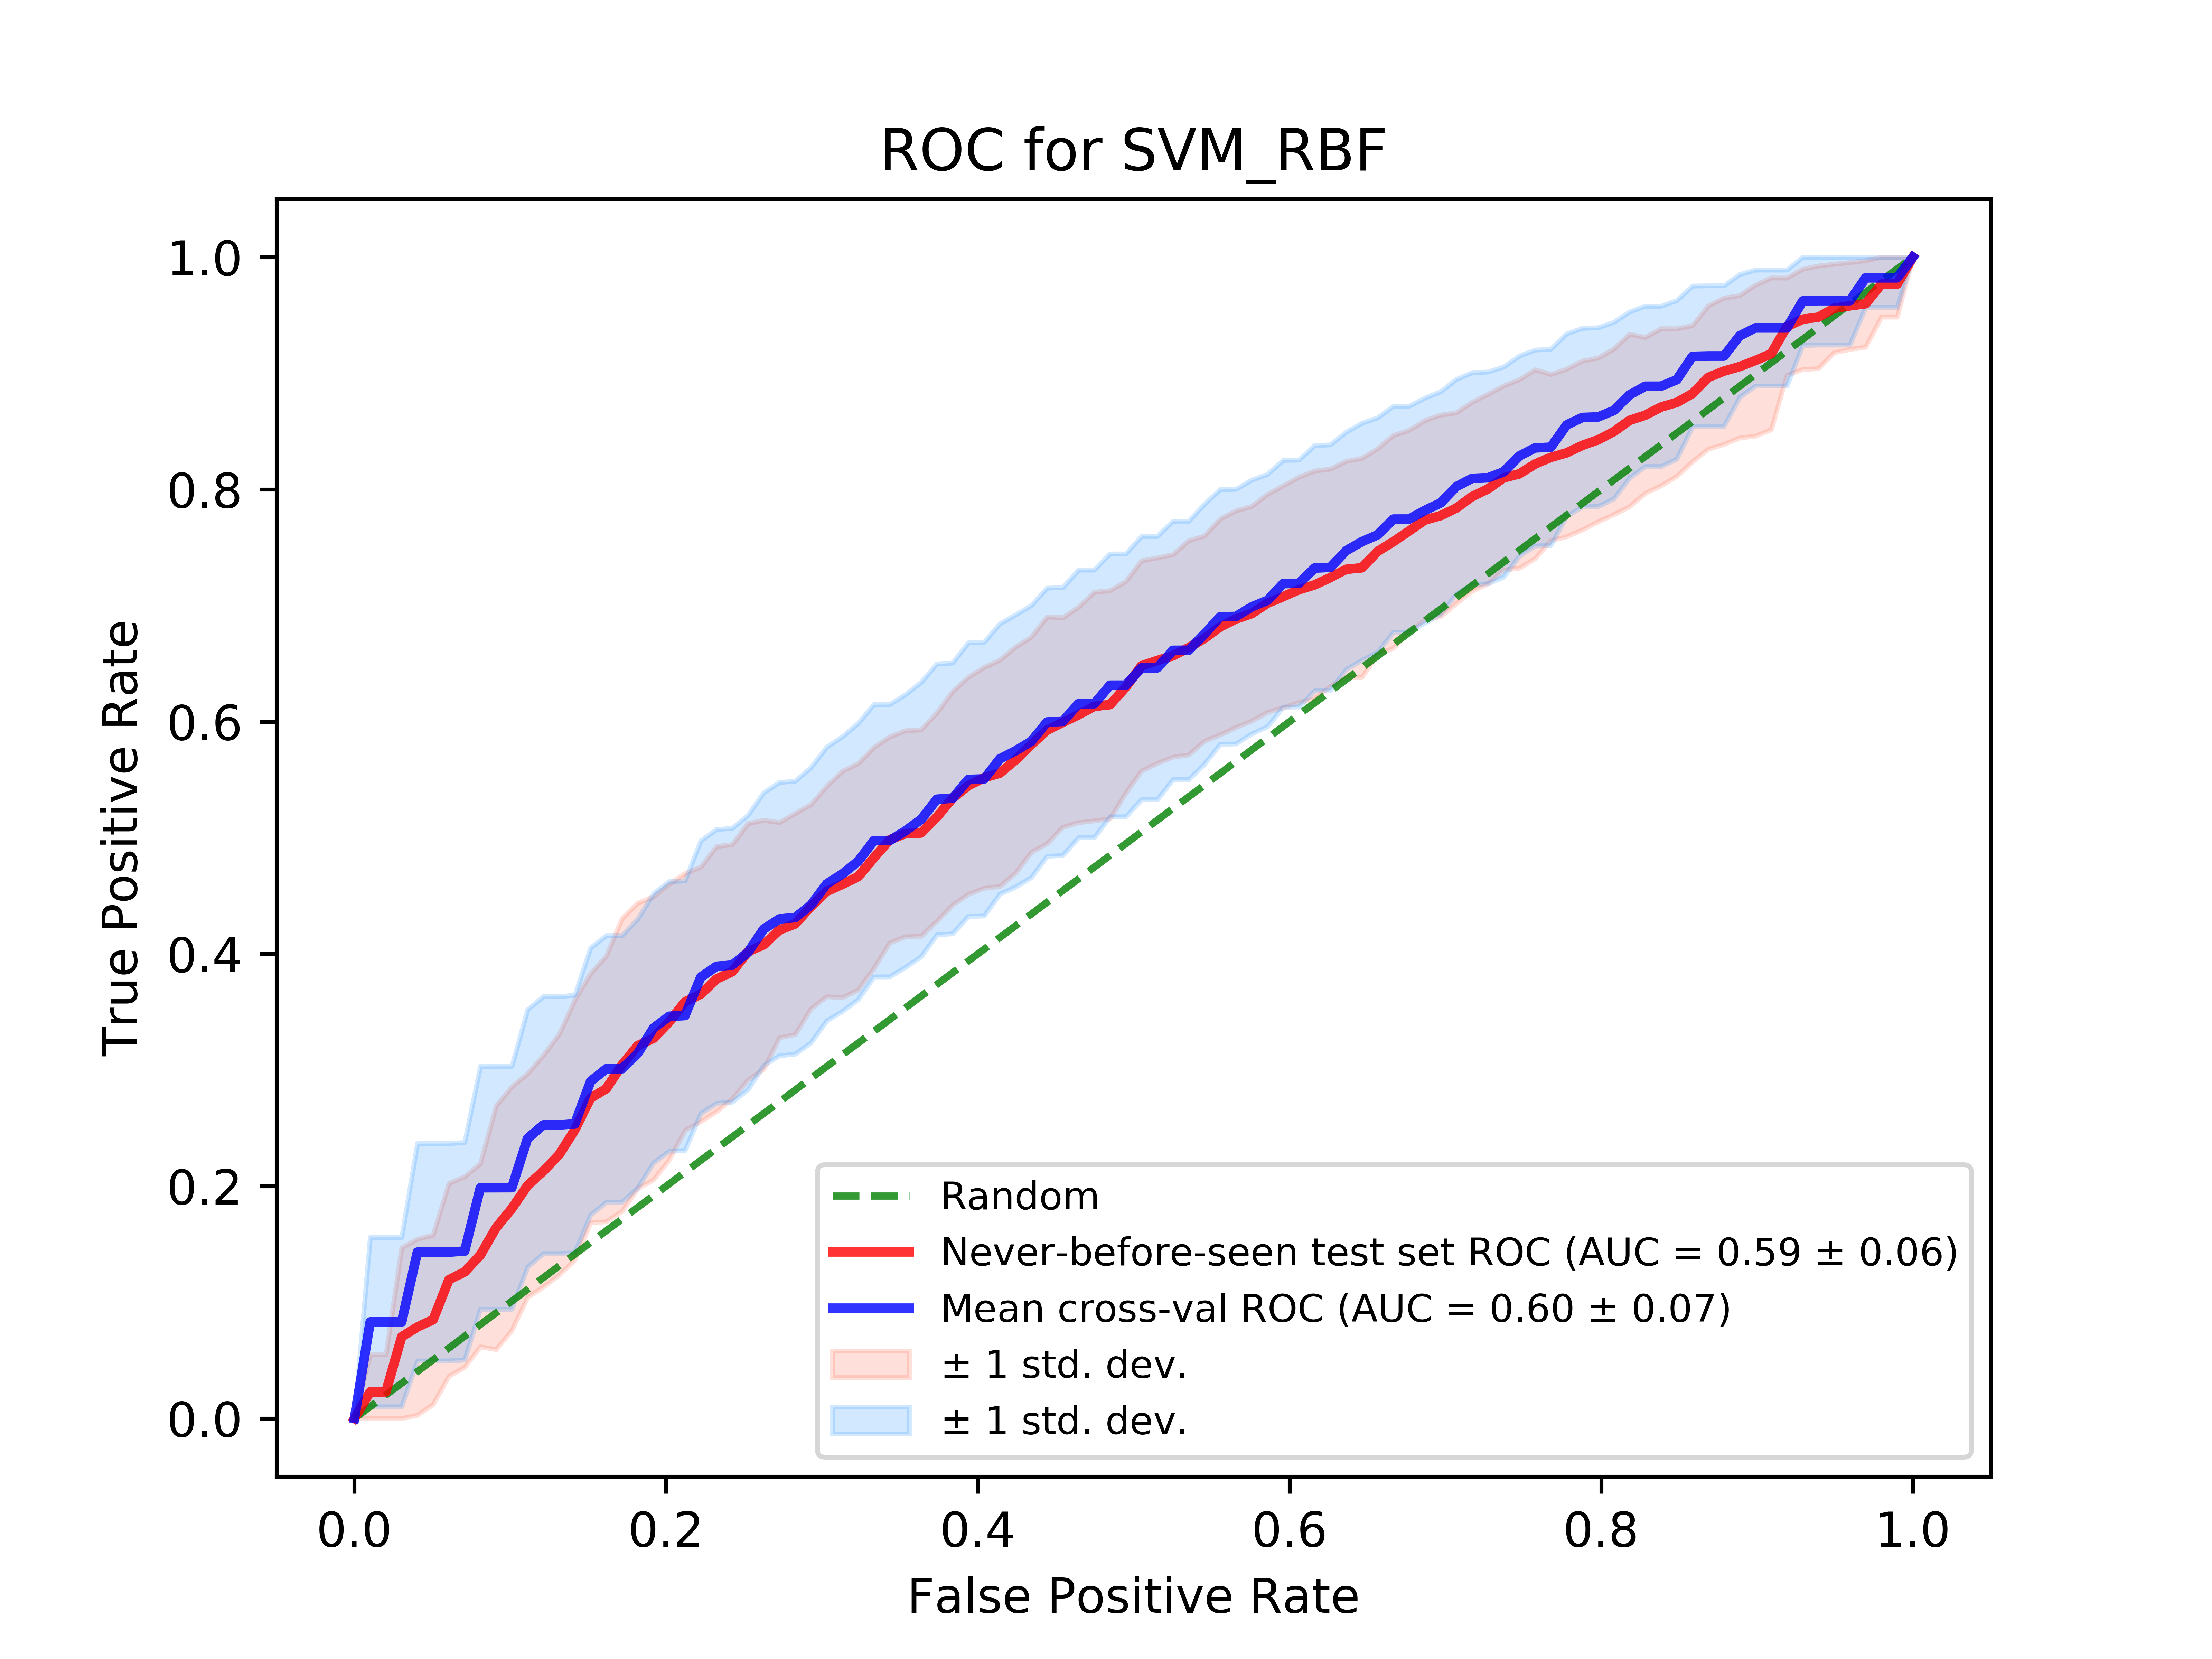 ROC for SVM_RBF
1.0
0.8
0.6
0.4
0.2
0.0
True Positive Rate
Random
Never-before-seen test set ROC (AUC = 0.59 ± 0.06)
Mean cross-val ROC (AUC = 0.60 ± 0.07)
± 1 std. dev.
± 1 std. dev.
0.0 0.2 0.4 0.6 0.8 1.0
False Positive Rate